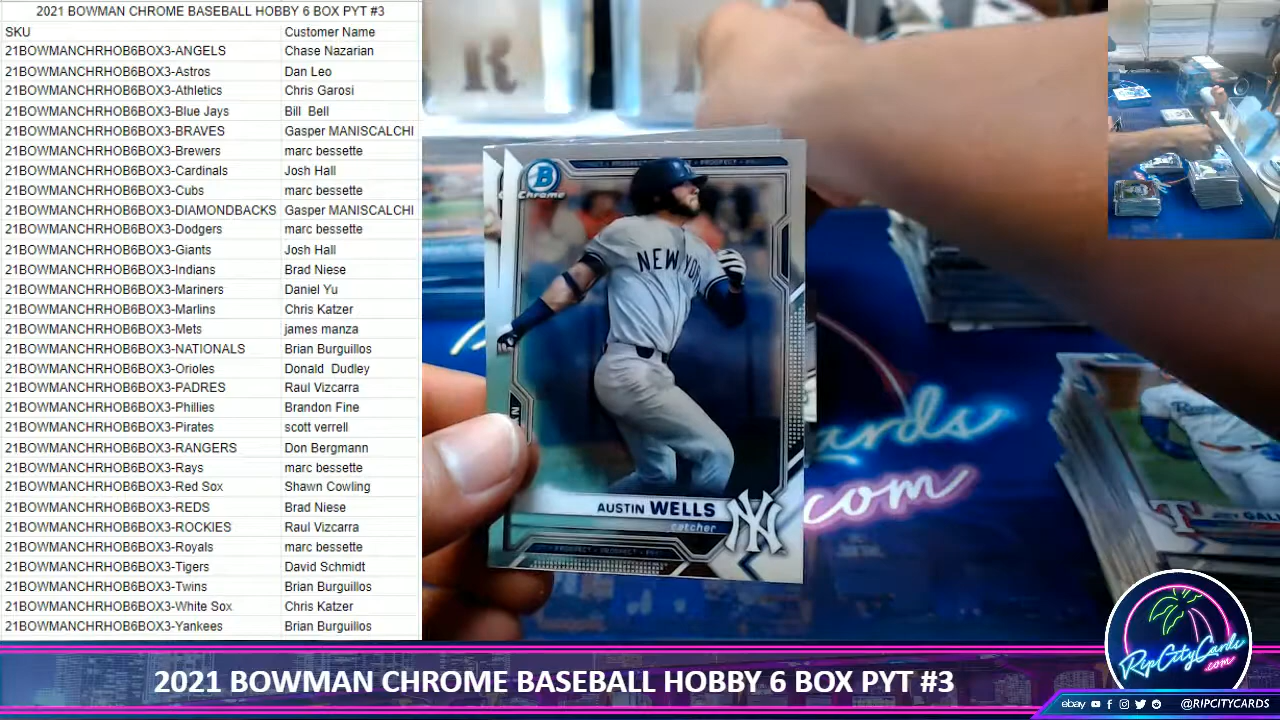 2021 BOWMAN CHROME BASEBALL HOBBY 6 BOX PYT #3
SKU Customer Name
21BOWMANCHRHOB6BOX3-ANGELS Chase Nazarian
21BOWMANCHRHOB6BOX3-Astros Dan Leo
21BOWMANCHRHOB6BOX3-Athletics Chris Garosi
21BOWMANCHRHOB6BOX3-Blue Jays Bill Bell
21BOWMANCHRHOB6BOX3-BRAVES Gasper MANISCALCHI
21BOWMANCHRHOB6BOX3-Brewers marc bessette
21BOWMANCHRHOB6BOX3-Cardinals Josh Hall
21BOWMANCHRHOB6BOX3-Cubs marc bessette
21BOWMANCHRHOB6BOX3-DIAMONDBACKS Gasper MANISCALCHI
21BOWMANCHRHOB6BOX3-Dodgers marc bessette
21BOWMANCHRHOB6BOX3-Giants Josh Hall
21BOWMANCHRHOB6BOX3-Indians Brad Niese
21BOWMANCHRHOB6BOX3-Mariners Daniel Yu
21BOWMANCHRHOB6BOX3-Marlins Chris Katzer
21BOWMANCHRHOB6BOX3-Mets james manza
21BOWMANCHRHOB6BOX3-NATIONALS Brian Burguillos
21BOWMANCHRHOB6BOX3-Orioles Donald Dudley
21BOWMANCHRHOB6BOX3-PADRES Raul Vizcarra
21BOWMANCHRHOB6BOX3-Phillies Brandon Fine
21BOWMANCHRHOB6BOX3-Pirates scott verrell
21BOWMANCHRHOB6BOX3-RANGERS Don Bergmann
21BOWMANCHRHOB6BOX3-Rays marc bessette
21BOWMANCHRHOB6BOX3-Red Sox Shawn Cowling
21BOWMANCHRHOB6BOX3-REDS Brad Niese
21BOWMANCHRHOB6BOX3-ROCKIES Raul Vizcarra
21BOWMANCHRHOB6BOX3-Royals marc bessette
21BOWMANCHRHOB6BOX3-Tigers David Schmidt
21BOWMANCHRHOB6BOX3-Twins Brian Burguillos
21BOWMANCHRHOB6BOX3-White Sox Chris Katzer
21BOWMANCHRHOB6BOX3-Yankees Brian Burguillos
B
Chrome
PROSPECT
NEW YO
AUSTIN WELLS
catcher
NY
PROSPECT • PROSPECT
ards
.com
T
RipCityCards
.com
2021 BOWMAN CHROME BASEBALL HOBBY 6 BOX PYT #3
ebay @RIPCITYCARDS